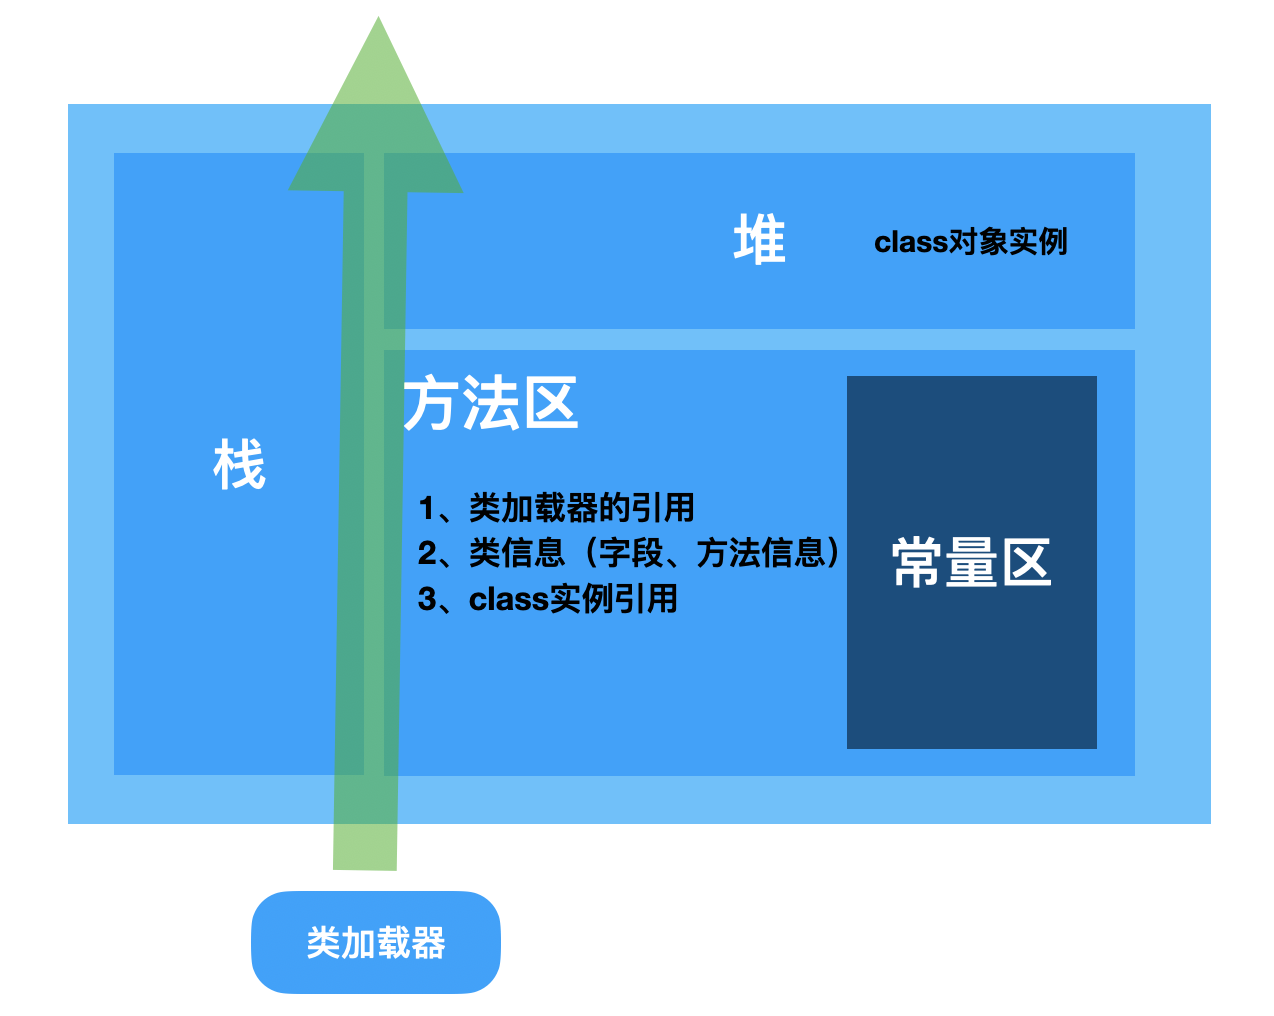 堆
class对象实例
方法区
栈
1、类加载器的引用
2、类信息（字段、方法信息）
3、class实例引用
常量区
类加载器